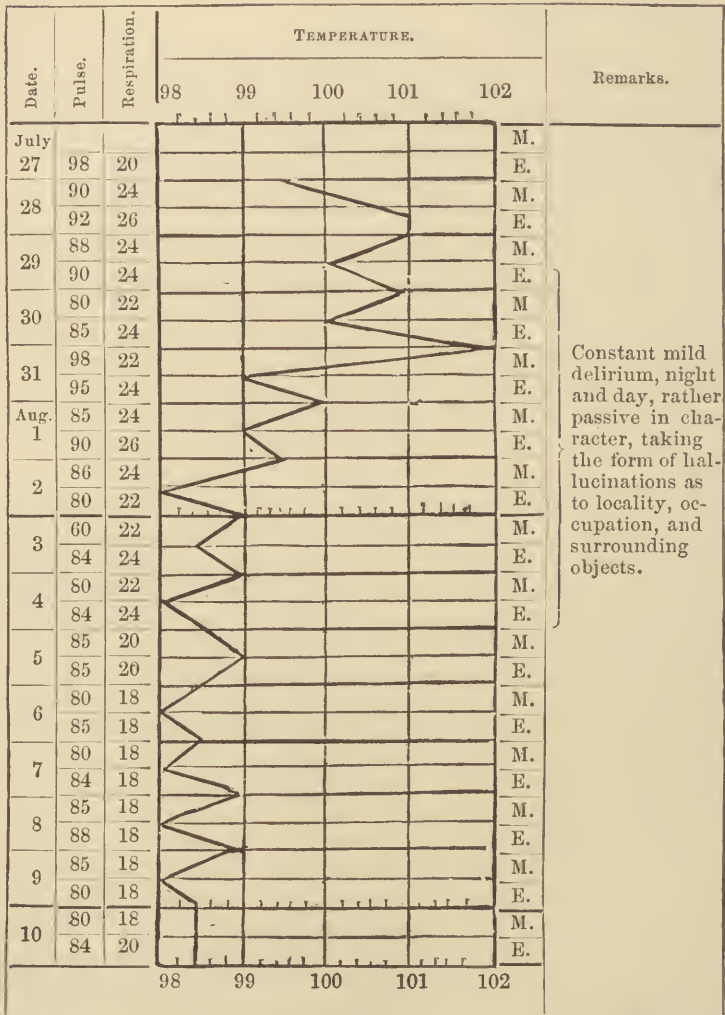 TEMPERATURE.
Date. Pulse. Respiration. 98 99 100 101 102 Remarks.
July M.
27 98 20 E.
28 90 24 M.
92 26 E.
29 88 24 M.
90 24 E.
30 80 22 M
85 24 E.
31 98 22 M.
95 24 E.
Aug. 1 85 24 M.
90 26 E.
2 86 24 M.
80 22 E.
3 60 22 M.
84 24 E.
4 80 22 M.
84 24 E.
5 85 20 M.
85 20 E.
6 80 18 M.
85 18 E.
7 80 18 M.
84 18 E.
8 85 18 M.
88 18 E.
9 85 18 M.
80 18 E.
10 80 18 M.
84 20 E.
98 99 100 101 102
Constant mild
delirium, night
and day, rather
passive in cha-
racter, taking
the form of hal-
lucinations as
to locality, oc-
cupation, and
surrounding
objects.